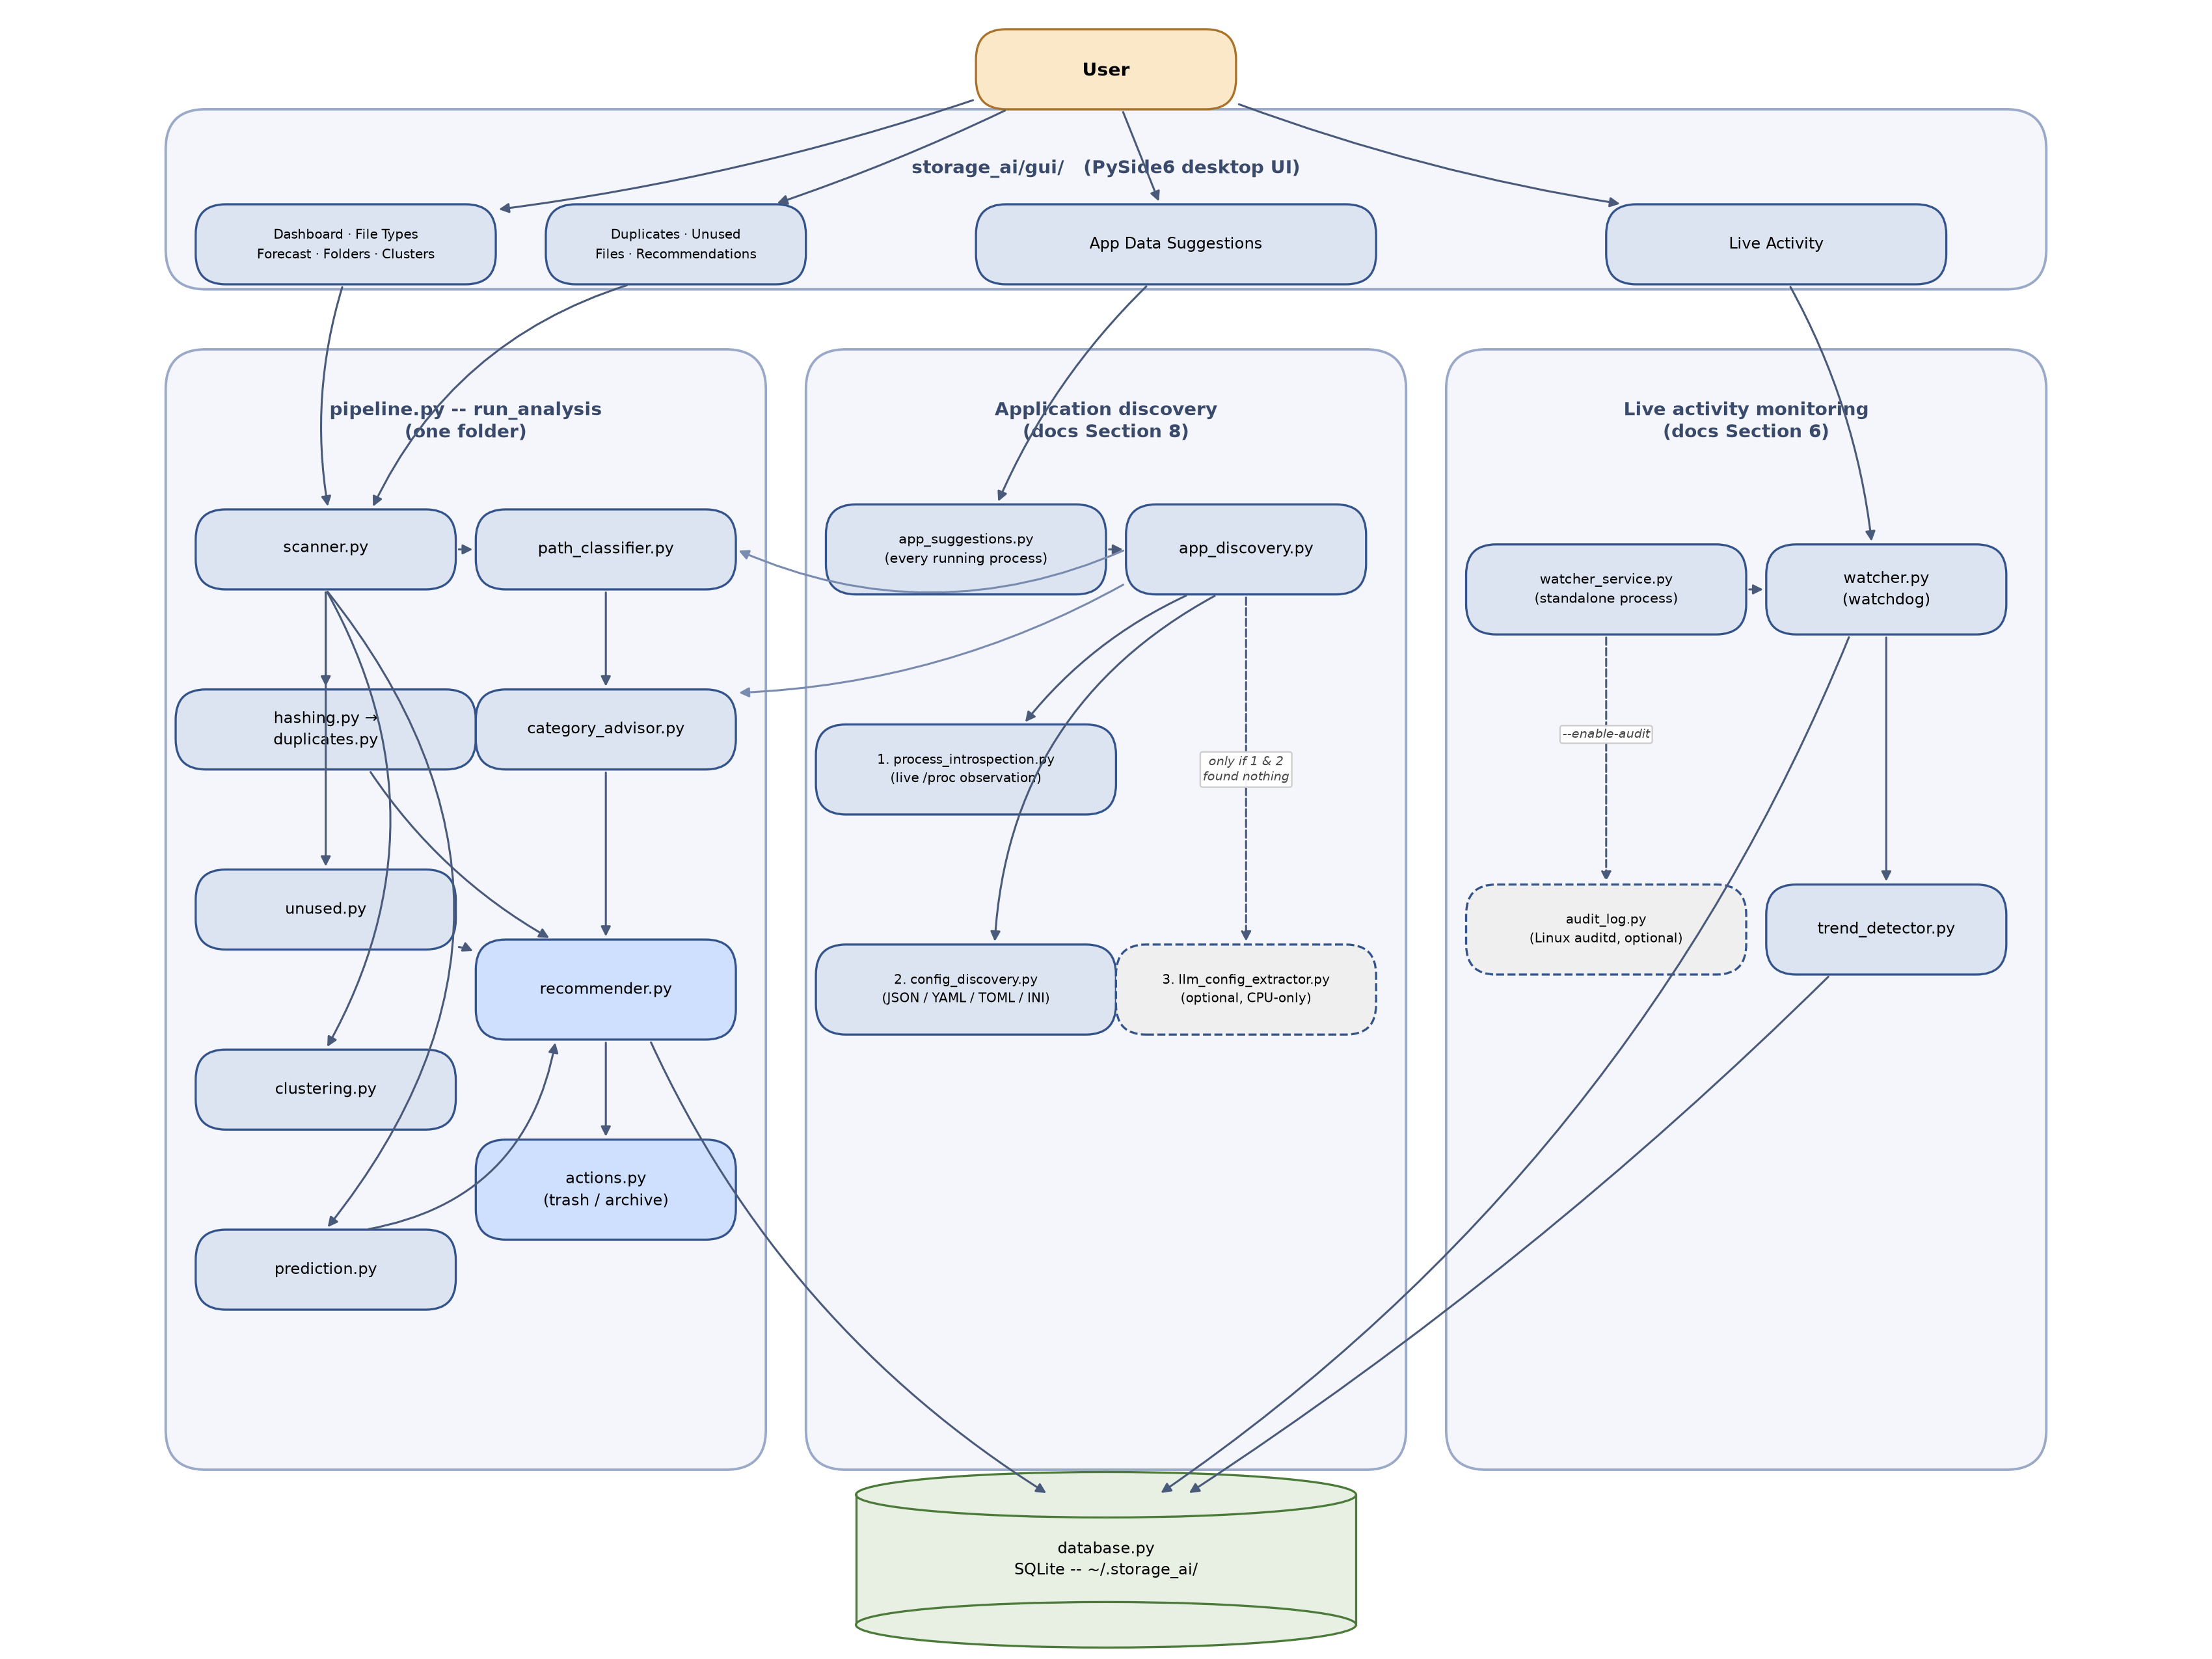 User
storage_ai/gui/   (PySide6 desktop UI)
Dashboard · File Types
Forecast · Folders · Clusters
Duplicates · Unused
Files · Recommendations
App Data Suggestions
Live Activity
pipeline.py -- run_analysis
(one folder)
scanner.py
path_classifier.py
hashing.py →
duplicates.py
category_advisor.py
unused.py
recommender.py
clustering.py
actions.py
(trash / archive)
prediction.py
Application discovery
(docs Section 8)
app_suggestions.py
(every running process)
app_discovery.py
1. process_introspection.py
(live /proc observation)
only if 1 & 2
found nothing
2. config_discovery.py
(JSON / YAML / TOML / INI)
3. llm_config_extractor.py
(optional, CPU-only)
Live activity monitoring
(docs Section 6)
watcher_service.py
(standalone process)
watcher.py
(watchdog)
--enable-audit
audit_log.py
(Linux auditd, optional)
trend_detector.py
database.py
SQLite -- ~/.storage_ai/